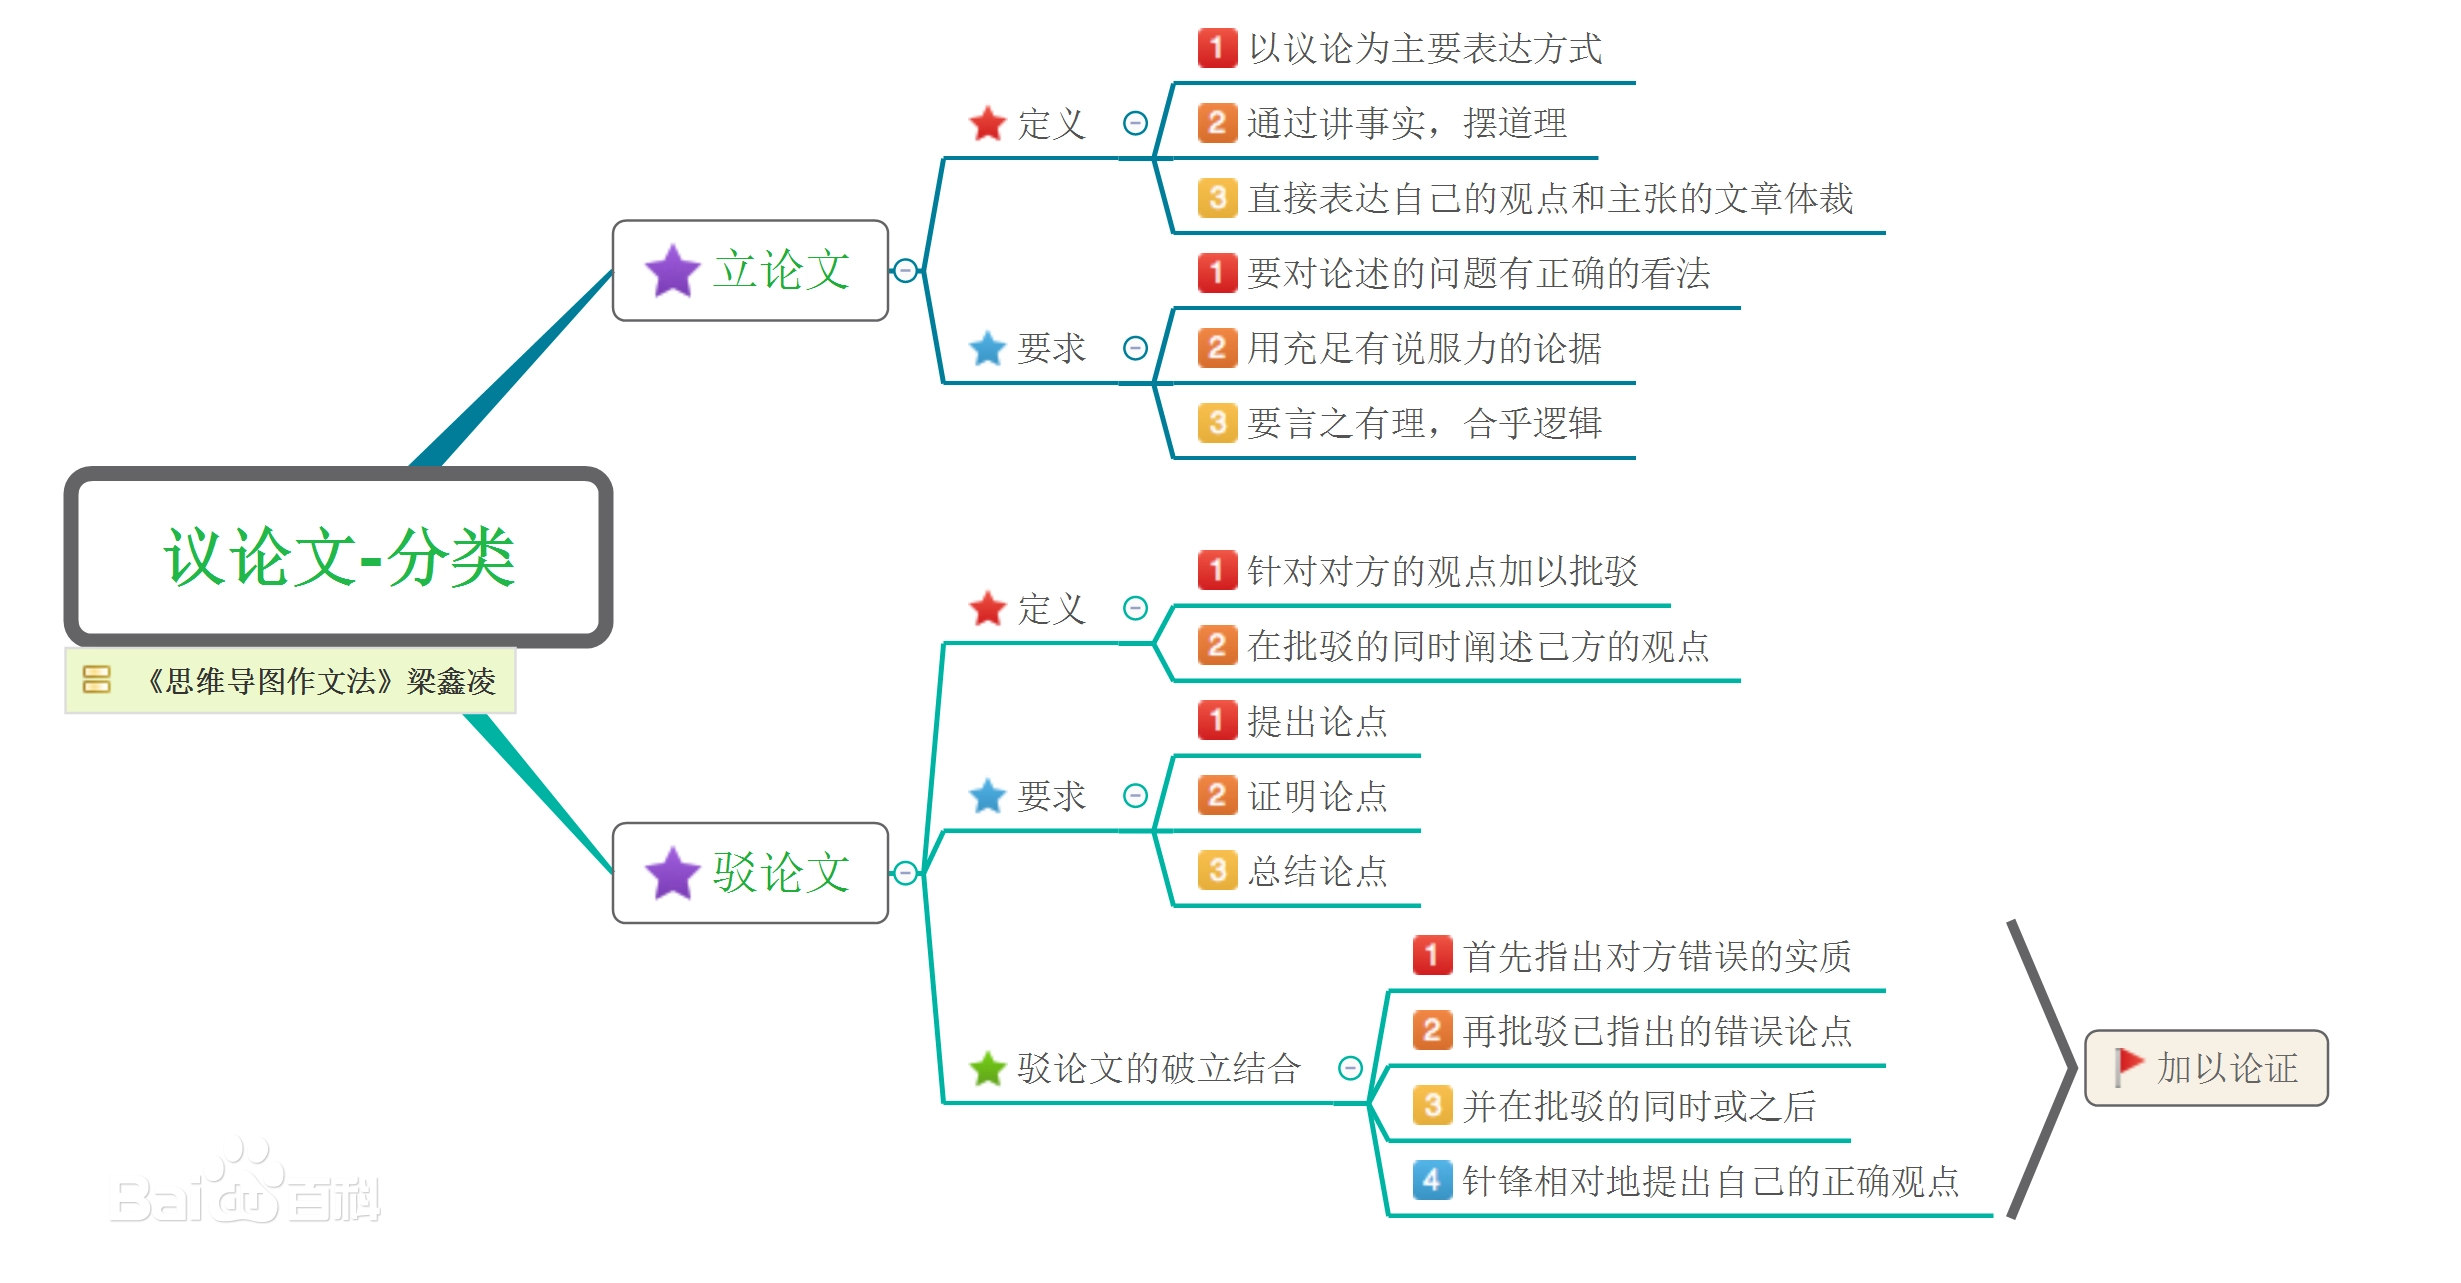 议论文-分类
《思维导图作文法》梁鑫凌
立论文
定义
1 以议论为主要表达方式
2 通过讲事实，摆道理
3 直接表达自己的观点和主张的文章体裁
要求
1 要对论述的问题有正确的看法
2 用充足有说服力的论据
3 要言之有理，合乎逻辑
驳论文
定义
1 针对对方的观点加以批驳
2 在批驳的同时阐述己方的观点
要求
1 提出论点
2 证明论点
3 总结论点
驳论文的破立结合
1 首先指出对方错误的实质
2 再批驳已指出的错误论点
3 并在批驳的同时或之后
4 针锋相对地提出自己的正确观点
加以论证
Bai du 百科